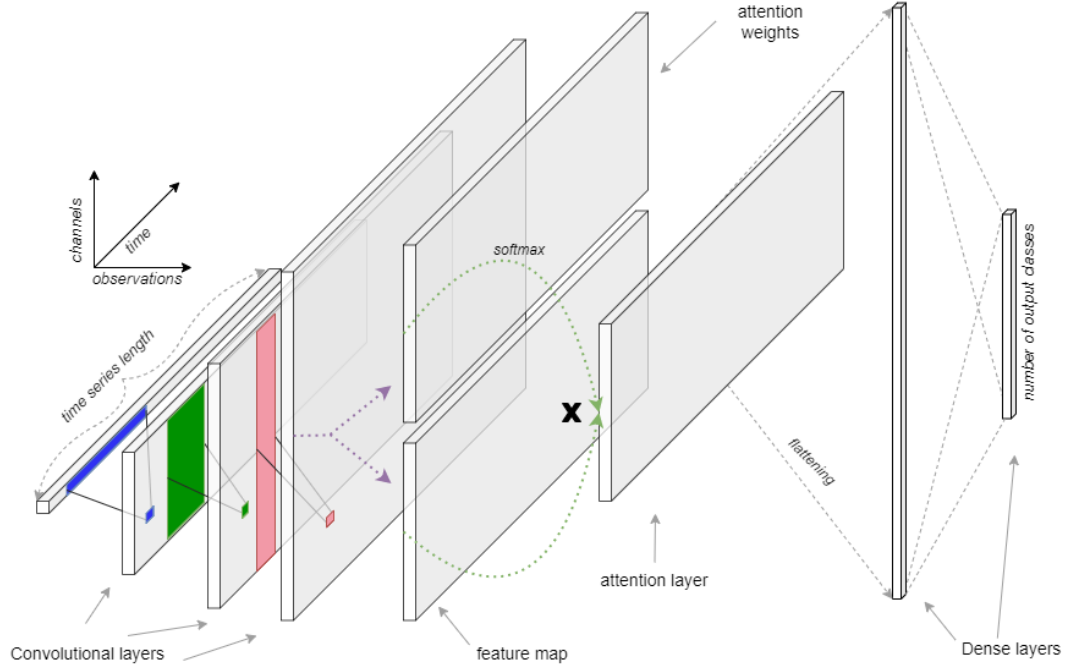 attention
weights
channels
time
observations
softmax
time series length
number of output classes
X
flattening
attention layer
Convolutional layers
feature map
Dense layers